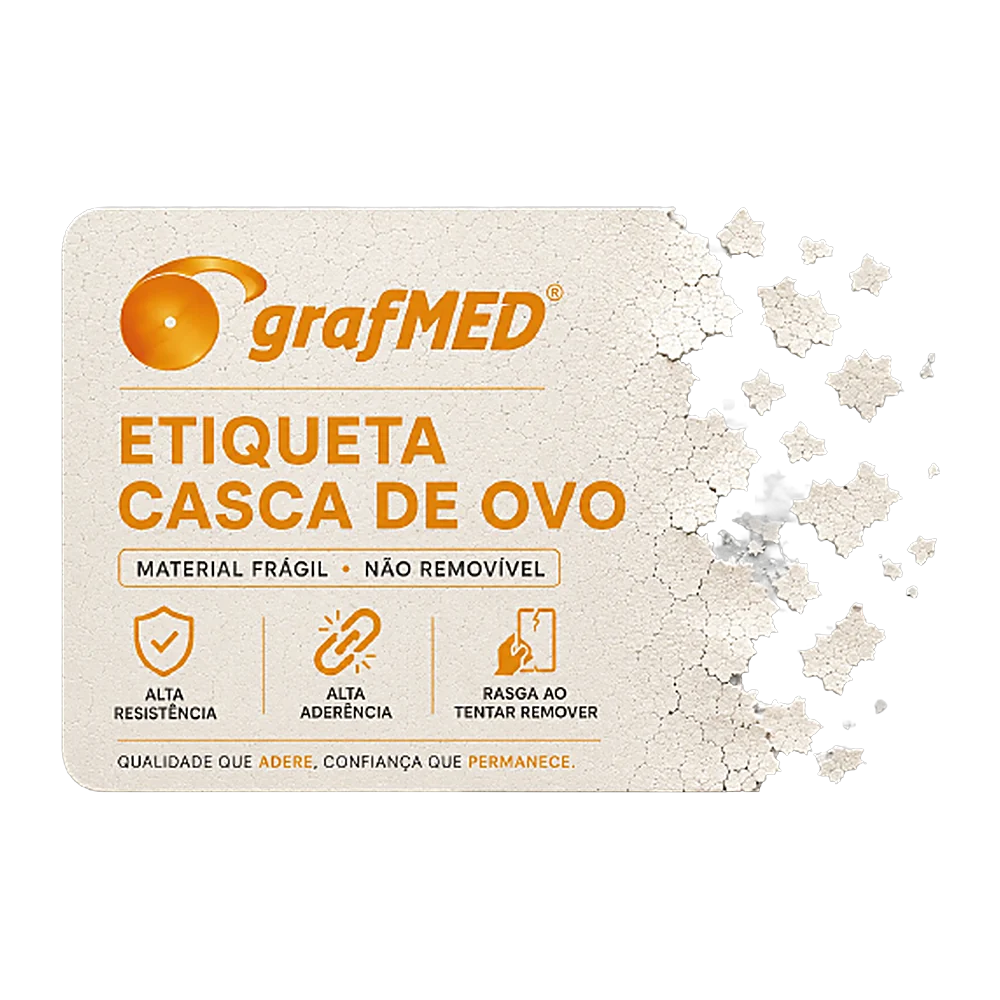 grafMED®
ETIQUETA
CASCA DE OVO
MATERIAL FRÁGIL • NÃO REMOVÍVEL
ALTA
RESISTÊNCIA
ALTA
ADERÊNCIA
RASGA AO
TENTAR REMOVER
QUALIDADE QUE ADERE, CONFIANÇA QUE PERMANECE.